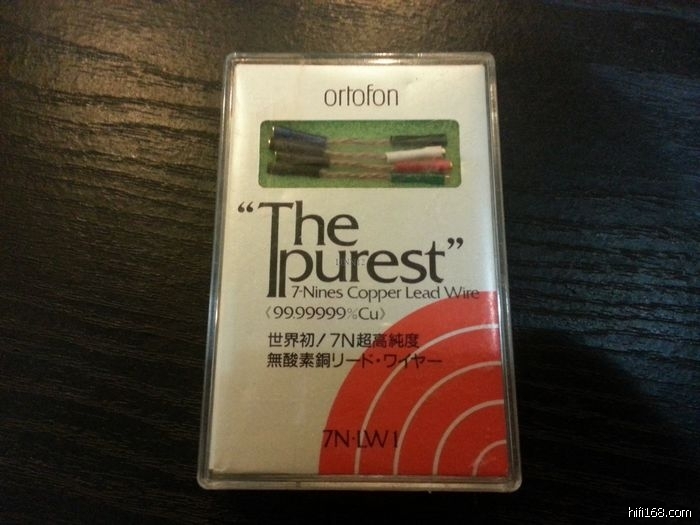 ortofon
“The
purest”
7-Nines Copper Lead Wire
〈99.99999%Cu〉
世界初！7N超高純度
無酸素銅リード・ワイヤー
7N-LW1
hifi168.com